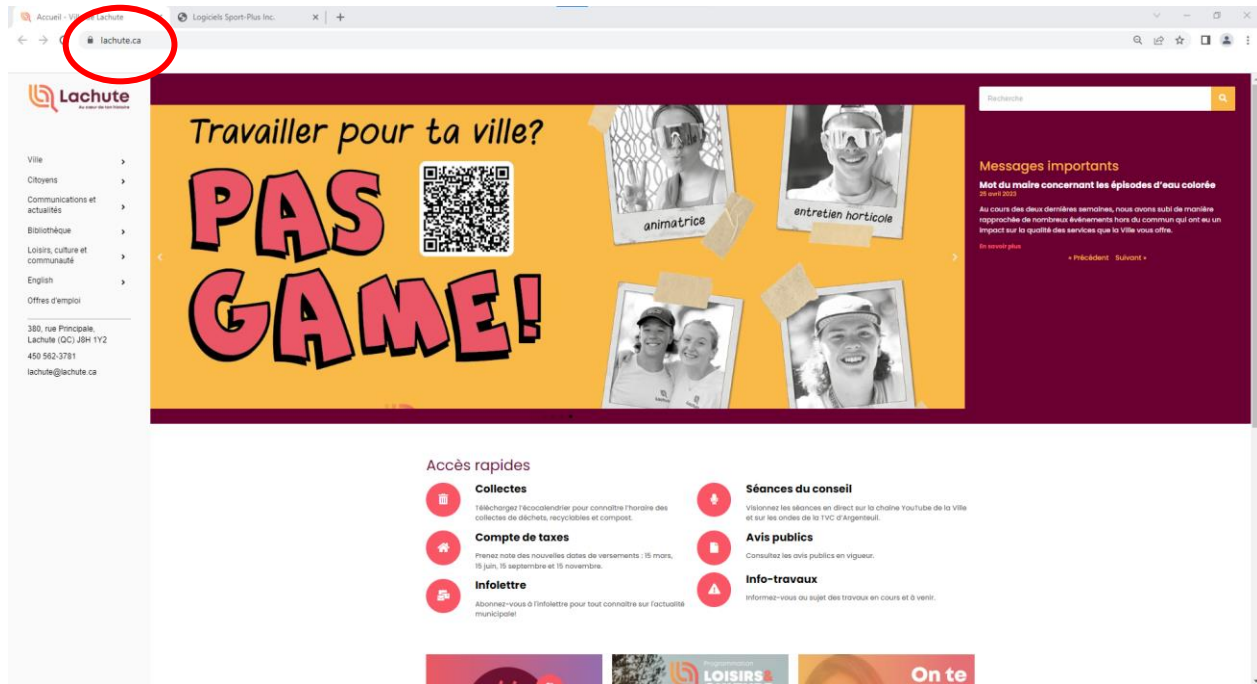 Accueil - Ville de Lachute
Logiciels Sport-Plus Inc.
lachute.ca
Lachute
Ville
Citoyens
Communications et
actualités
Bibliothèque
Loisirs, culture et
communauté
English
Offres d'emploi
380, rue Principale,
Lachute (QC) J8H 1Y2
450 562-3781
lachute@lachute.ca
Travailler pour ta ville?
PAS
GAME!
animatrice
entretien horticole
Lachute
Recherche
Messages importants
Mot du maire concernant les épisodes d'eau colorée
25 avril 2023
Au cours des deux dernières semaines, nous avons subi de manière
rapprochée de nombreux événements hors du commun qui ont eu un
impact sur la qualité des services que la Ville vous offre.
En savoir plus
« Précédent Suivant »
Accès rapides
Collectes
Téléchargez l'écocalendrier pour connaître l'horaire des
collectes de déchets, recyclables et compost.
Compte de taxes
Prenez note des nouvelles dates de versements : 15 mars,
15 juin, 15 septembre et 15 novembre.
Infolettre
Abonnez-vous à l'infolettre pour tout connaître sur l'actualité
municipale!
Séances du conseil
Visionnez les séances en direct sur la chaîne YouTube de la Ville
et sur les ondes de la TVC d'Argenteuil.
Avis publics
Consultez les avis publics en vigueur.
Info-travaux
Informez-vous au sujet des travaux en cours et à venir.
Programmation
LOISIRS&
On te